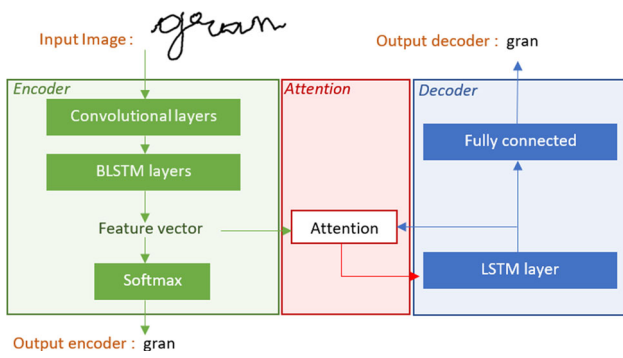 Input Image : gran
Output decoder : gran
Encoder
Attention
Decoder
Convolutional layers
Fully connected
BLSTM layers
Feature vector
Attention
Softmax
LSTM layer
Output encoder : gran